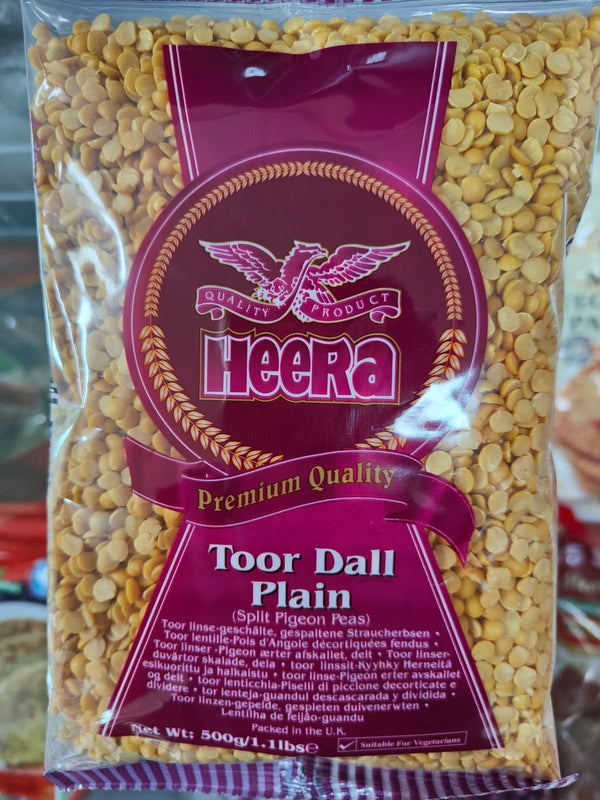 QUALITY PRODUCT
HeeRa
Premium Quality
Toor Dall
Plain
(Split Pigeon Peas)
Toor linse-geschälte, gespaltene Straucherbsen •
Toor lentille-Pois d'Angole décortiquées fendus •
Toor linser -Pigeon ærter afskallet, delt • Toor linser-
duvärtor skalade, dela • toor linssit-Kyyhky Herneitä
esikuorittu ja halkaistu • toor linse-Pigeon erter avskallet
og delt • toor lenticchia-Piselli di piccione decorticate e
dividere • tor lenteja-guandul descascarada y dividida •
Toor linzen-gepeld, gespleten duivenerwten •
Lentilha de feijão-guandu
Packed in the U.K.
Net Wt: 500g/1.1lbs℮
Suitable For Vegetarians